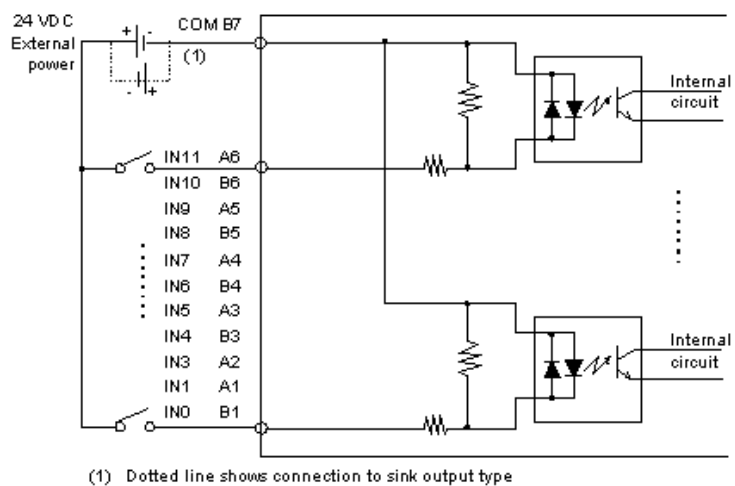 24 VDC
External
power
+ -
COM B7
(1)
- +
IN11 A6
IN10 B6
IN9 A5
IN8 B5
IN7 A4
IN6 B4
IN5 A3
IN4 B3
IN3 A2
IN1 A1
IN0 B1
Internal
circuit
Internal
circuit
(1) Dotted line shows connection to sink output type